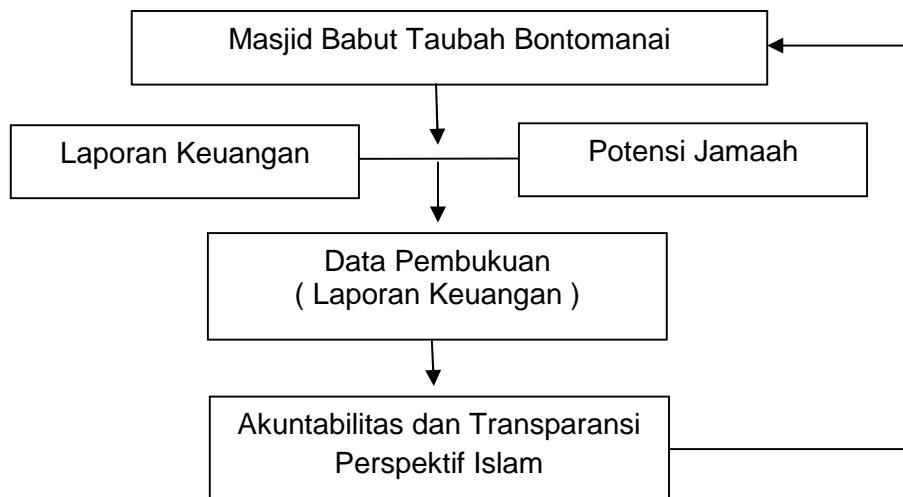 Masjid Babut Taubah Bontomanai
Laporan Keuangan
Potensi Jamaah
Data Pembukuan
( Laporan Keuangan )
Akuntabilitas dan Transparansi
Perspektif Islam